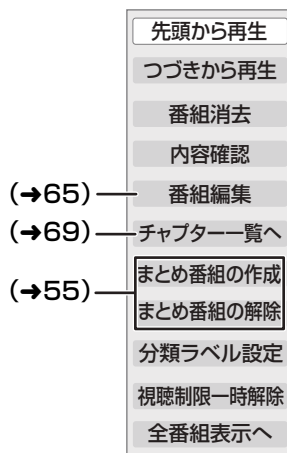 先頭から再生
つづきから再生
番組消去
内容確認
(➔65) 番組編集
(➔69) チャプター一覧へ
(➔55) まとめ番組の作成
まとめ番組の解除
分類ラベル設定
視聴制限一時解除
全番組表示へ